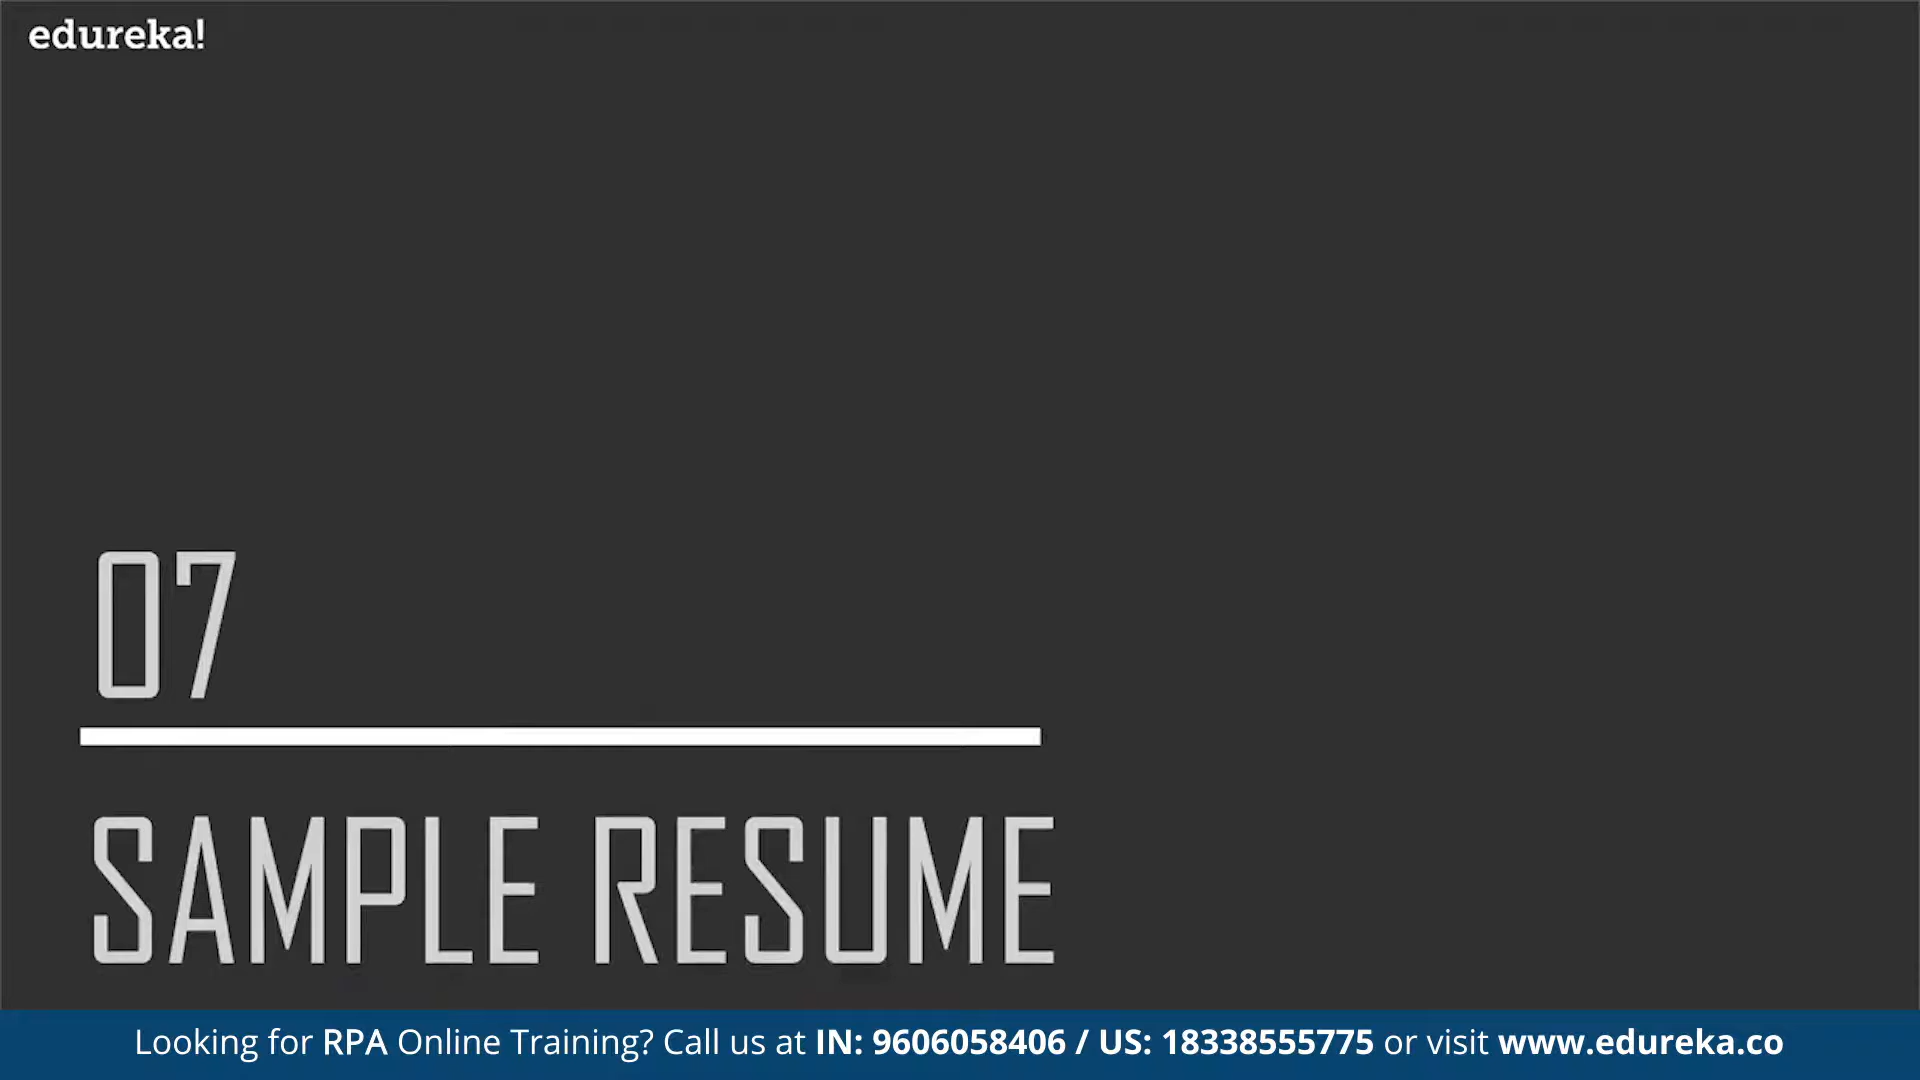 edureka!
07
SAMPLE RESUME
Looking for RPA Online Training? Call us at IN: 9606058406 / US: 18338555775 or visit www.edureka.co